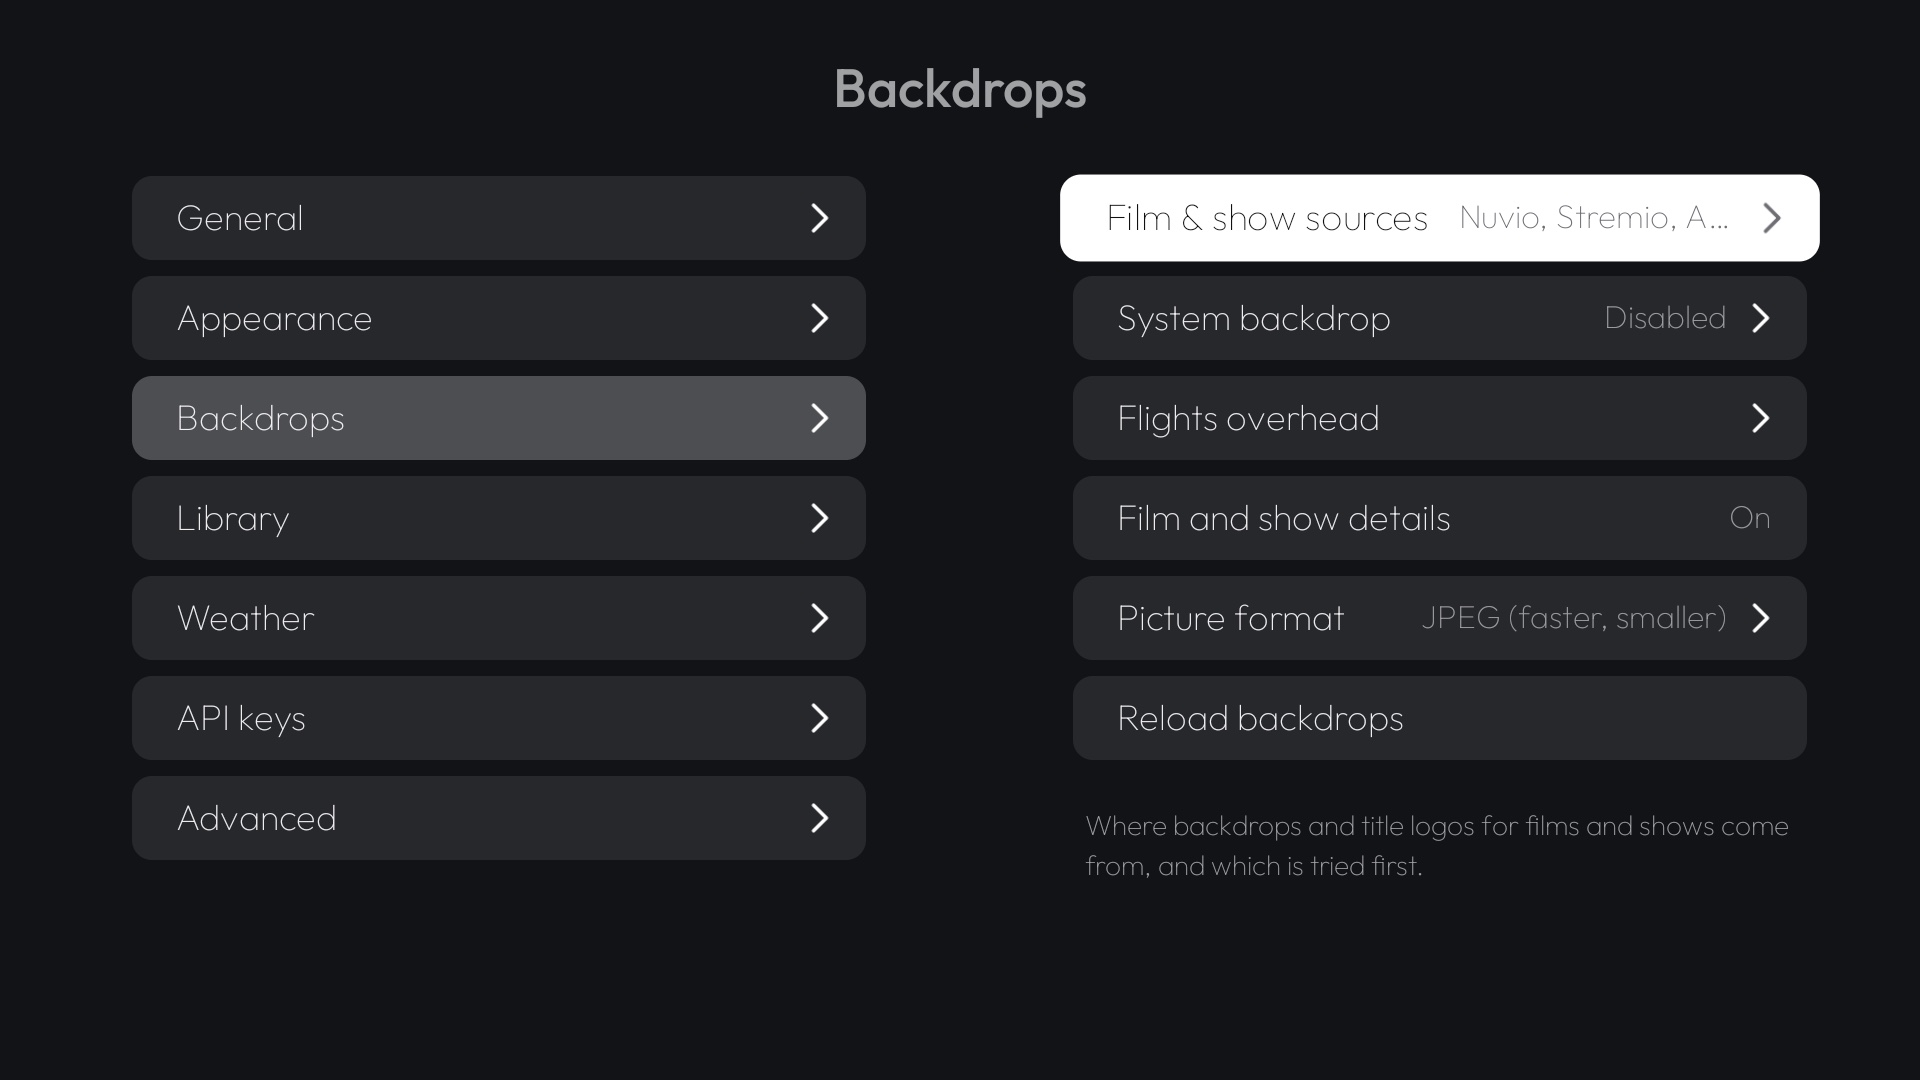 Backdrops
General
Appearance
Backdrops
Library
Weather
API keys
Advanced
Film & show sources Nuvio, Stremio, A...
System backdrop Disabled
Flights overhead
Film and show details On
Picture format JPEG (faster, smaller)
Reload backdrops
Where backdrops and title logos for films and shows come
from, and which is tried first.